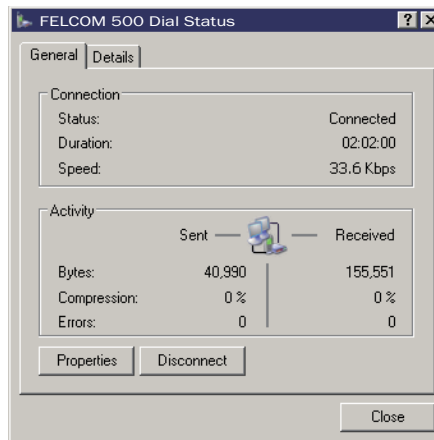 FELCOM 500 Dial Status ? X
General Details
Connection
Status: Connected
Duration: 02:02:00
Speed: 33.6 Kbps
Activity
Sent Received
Bytes: 40,990 155,551
Compression: 0 % 0 %
Errors: 0 0
Properties Disconnect
Close